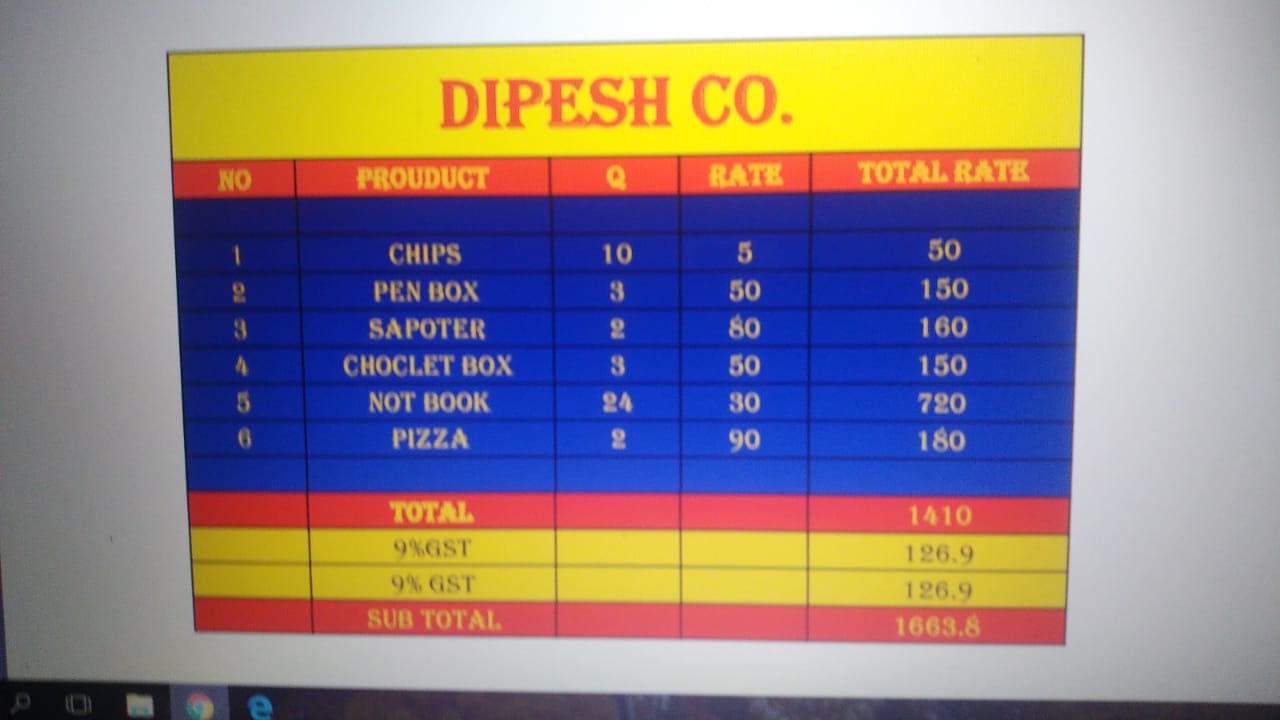 DIPESH CO.
NO PROUDUCT Q RATE TOTAL RATE
1 CHIPS 10 5 50
2 PEN BOX 3 50 150
3 SAPOTER 2 80 160
4 CHOCLET BOX 3 50 150
5 NOT BOOK 24 30 720
6 PIZZA 2 90 180
TOTAL 1410
9%GST 126.9
9% GST 126.9
SUB TOTAL 1663.8